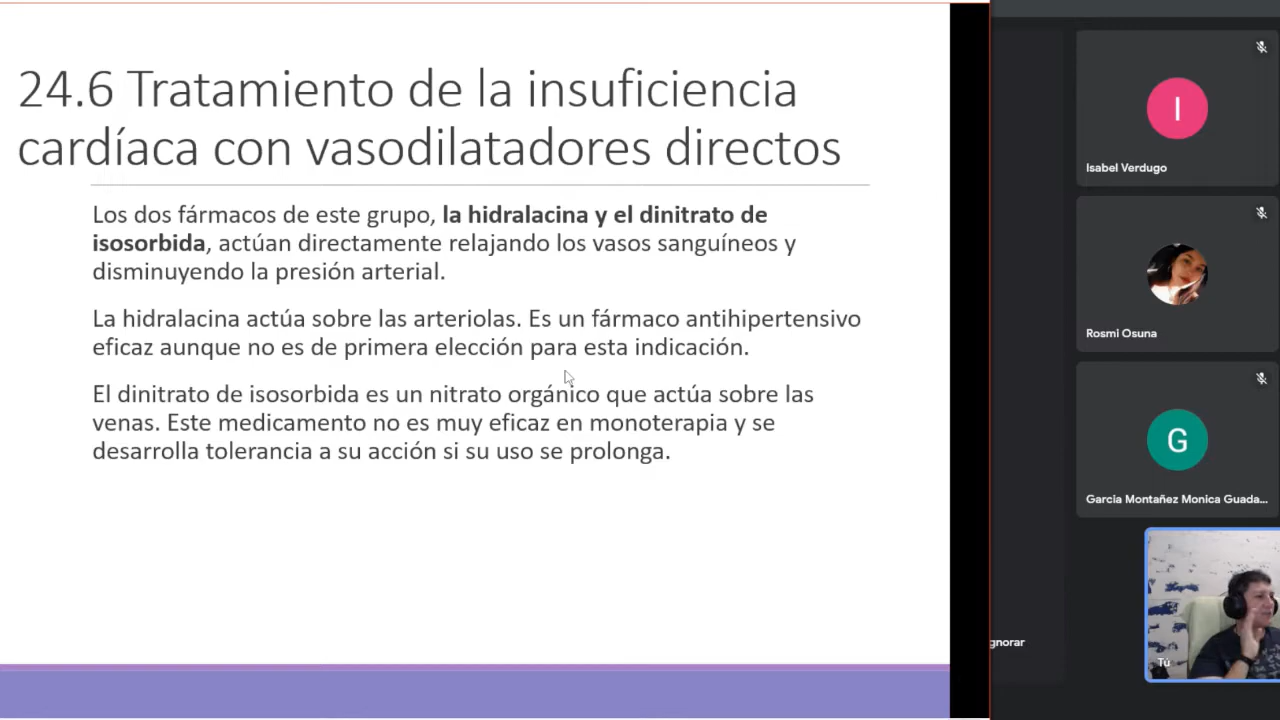 24.6 Tratamiento de la insuficiencia
cardíaca con vasodilatadores directos
Los dos fármacos de este grupo, la hidralacina y el dinitrato de
isosorbida, actúan directamente relajando los vasos sanguíneos y
disminuyendo la presión arterial.
La hidralacina actúa sobre las arteriolas. Es un fármaco antihipertensivo
eficaz aunque no es de primera elección para esta indicación.
El dinitrato de isosorbida es un nitrato orgánico que actúa sobre las
venas. Este medicamento no es muy eficaz en monoterapia y se
desarrolla tolerancia a su acción si su uso se prolonga.
I
Isabel Verdugo
Rosmi Osuna
G
Garcia Montañez Monica Guada...
gnorar
Tú